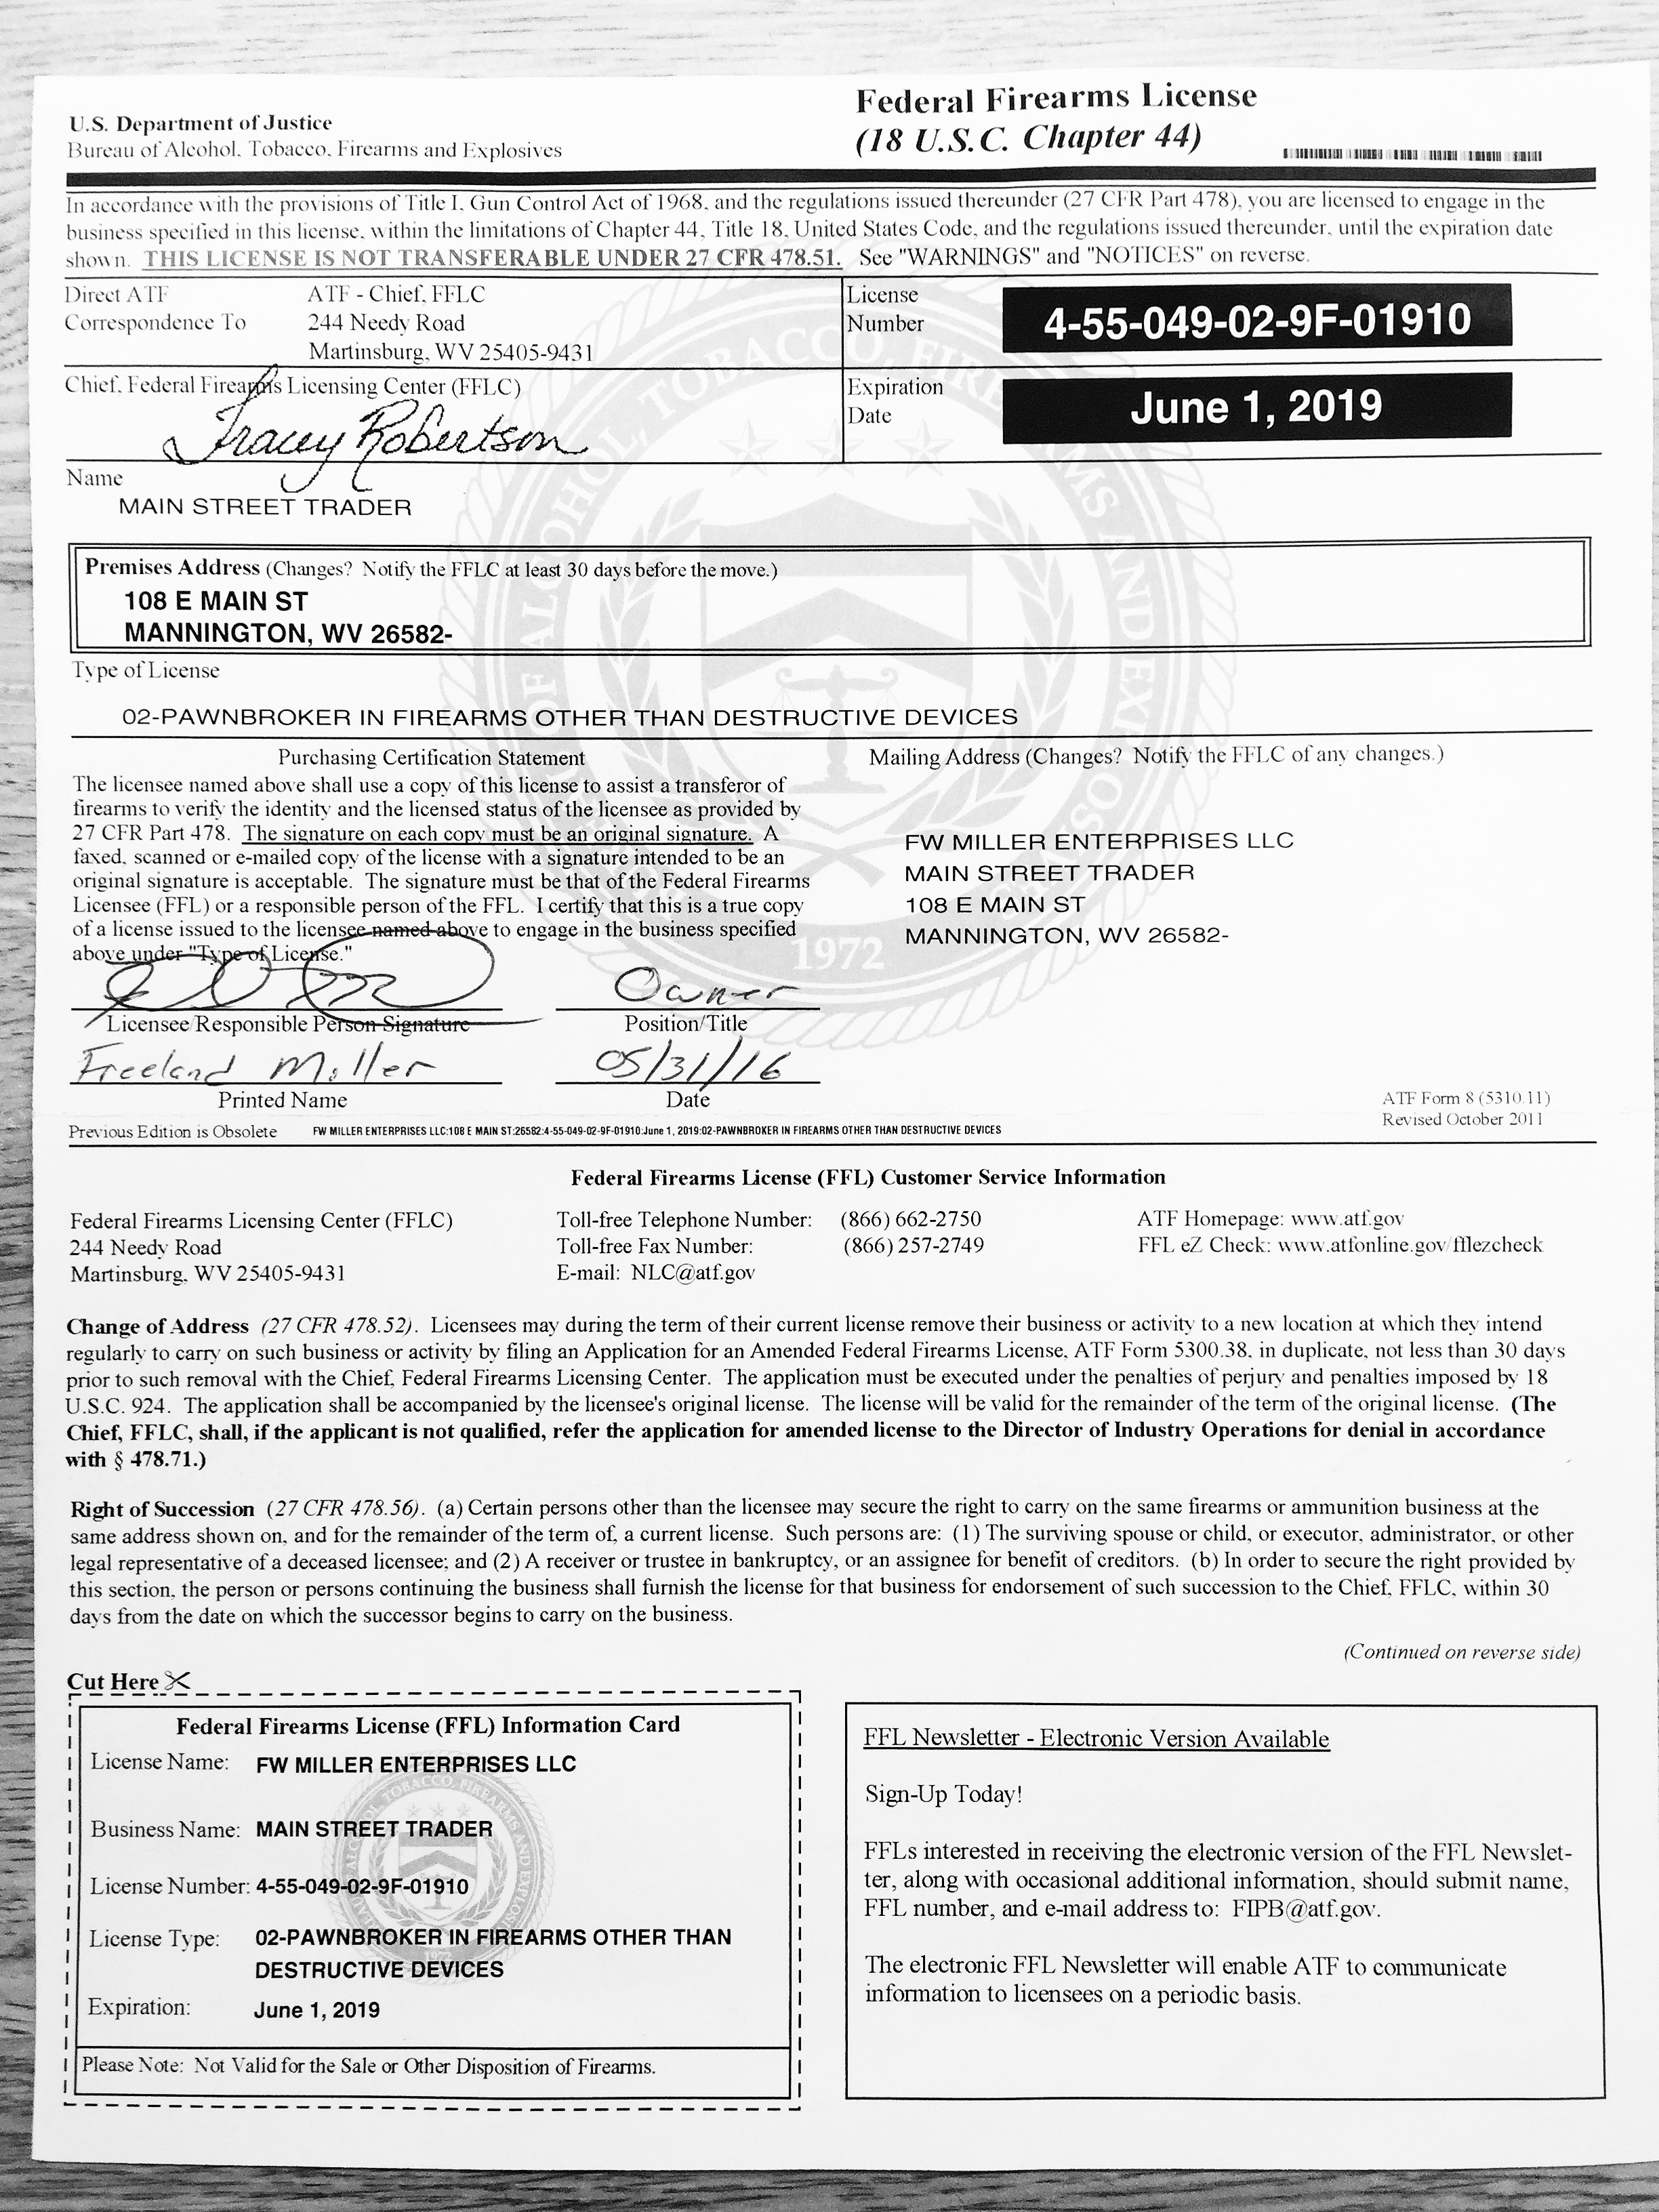 U.S. Department of Justice
Bureau of Alcohol, Tobacco, Firearms and Explosives
Federal Firearms License
(18 U.S.C. Chapter 44)
In accordance with the provisions of Title I, Gun Control Act of 1968, and the regulations issued thereunder (27 CFR Part 478), you are licensed to engage in the
business specified in this license, within the limitations of Chapter 44, Title 18, United States Code, and the regulations issued thereunder, until the expiration date
shown. THIS LICENSE IS NOT TRANSFERABLE UNDER 27 CFR 478.51. See "WARNINGS" and "NOTICES" on reverse.
Direct ATF
Correspondence To
ATF - Chief, FFLC
244 Needy Road
Martinsburg, WV 25405-9431
License
Number
4-55-049-02-9F-01910
Chief, Federal Firearms Licensing Center (FFLC)
Tracey Robertson
Expiration
Date
June 1, 2019
Name
MAIN STREET TRADER
Premises Address (Changes? Notify the FFLC at least 30 days before the move.)
108 E MAIN ST
MANNINGTON, WV 26582-
Type of License
02-PAWNBROKER IN FIREARMS OTHER THAN DESTRUCTIVE DEVICES
Purchasing Certification Statement
The licensee named above shall use a copy of this license to assist a transferor of
firearms to verify the identity and the licensed status of the licensee as provided by
27 CFR Part 478. The signature on each copy must be an original signature. A
faxed, scanned or e-mailed copy of the license with a signature intended to be an
original signature is acceptable. The signature must be that of the Federal Firearms
Licensee (FFL) or a responsible person of the FFL. I certify that this is a true copy
of a license issued to the licensee named above to engage in the business specified
above under "Type of License."
Mailing Address (Changes? Notify the FFLC of any changes.)
FW MILLER ENTERPRISES LLC
MAIN STREET TRADER
108 E MAIN ST
MANNINGTON, WV 26582-
1972
Owner
Licensee/Responsible Person Signature
Position/Title
Freeland Miller
05/31/16
Printed Name
Date
ATF Form 8 (5310.11)
Revised October 2011
Previous Edition is Obsolete
FW MILLER ENTERPRISES LLC:108 E MAIN ST:26582:4-55-049-02-9F-01910:June 1, 2019:02-PAWNBROKER IN FIREARMS OTHER THAN DESTRUCTIVE DEVICES
Federal Firearms License (FFL) Customer Service Information
Federal Firearms Licensing Center (FFLC)
244 Needy Road
Martinsburg, WV 25405-9431
Toll-free Telephone Number: (866) 662-2750
Toll-free Fax Number: (866) 257-2749
E-mail: NLC@atf.gov
ATF Homepage: www.atf.gov
FFL eZ Check: www.atfonline.gov/fflezcheck
Change of Address (27 CFR 478.52). Licensees may during the term of their current license remove their business or activity to a new location at which they intend
regularly to carry on such business or activity by filing an Application for an Amended Federal Firearms License, ATF Form 5300.38, in duplicate, not less than 30 days
prior to such removal with the Chief, Federal Firearms Licensing Center. The application must be executed under the penalties of perjury and penalties imposed by 18
U.S.C. 924. The application shall be accompanied by the licensee's original license. The license will be valid for the remainder of the term of the original license. (The
Chief, FFLC, shall, if the applicant is not qualified, refer the application for amended license to the Director of Industry Operations for denial in accordance
with § 478.71.)
Right of Succession (27 CFR 478.56). (a) Certain persons other than the licensee may secure the right to carry on the same firearms or ammunition business at the
same address shown on, and for the remainder of the term of, a current license. Such persons are: (1) The surviving spouse or child, or executor, administrator, or other
legal representative of a deceased licensee; and (2) A receiver or trustee in bankruptcy, or an assignee for benefit of creditors. (b) In order to secure the right provided by
this section, the person or persons continuing the business shall furnish the license for that business for endorsement of such succession to the Chief, FFLC, within 30
days from the date on which the successor begins to carry on the business.
(Continued on reverse side)
Cut Here
Federal Firearms License (FFL) Information Card
License Name: FW MILLER ENTERPRISES LLC
Business Name: MAIN STREET TRADER
License Number: 4-55-049-02-9F-01910
License Type: 02-PAWNBROKER IN FIREARMS OTHER THAN
DESTRUCTIVE DEVICES
Expiration: June 1, 2019
Please Note: Not Valid for the Sale or Other Disposition of Firearms.
FFL Newsletter - Electronic Version Available
Sign-Up Today!
FFLs interested in receiving the electronic version of the FFL Newslet-
ter, along with occasional additional information, should submit name,
FFL number, and e-mail address to: FIPB@atf.gov.
The electronic FFL Newsletter will enable ATF to communicate
information to licensees on a periodic basis.